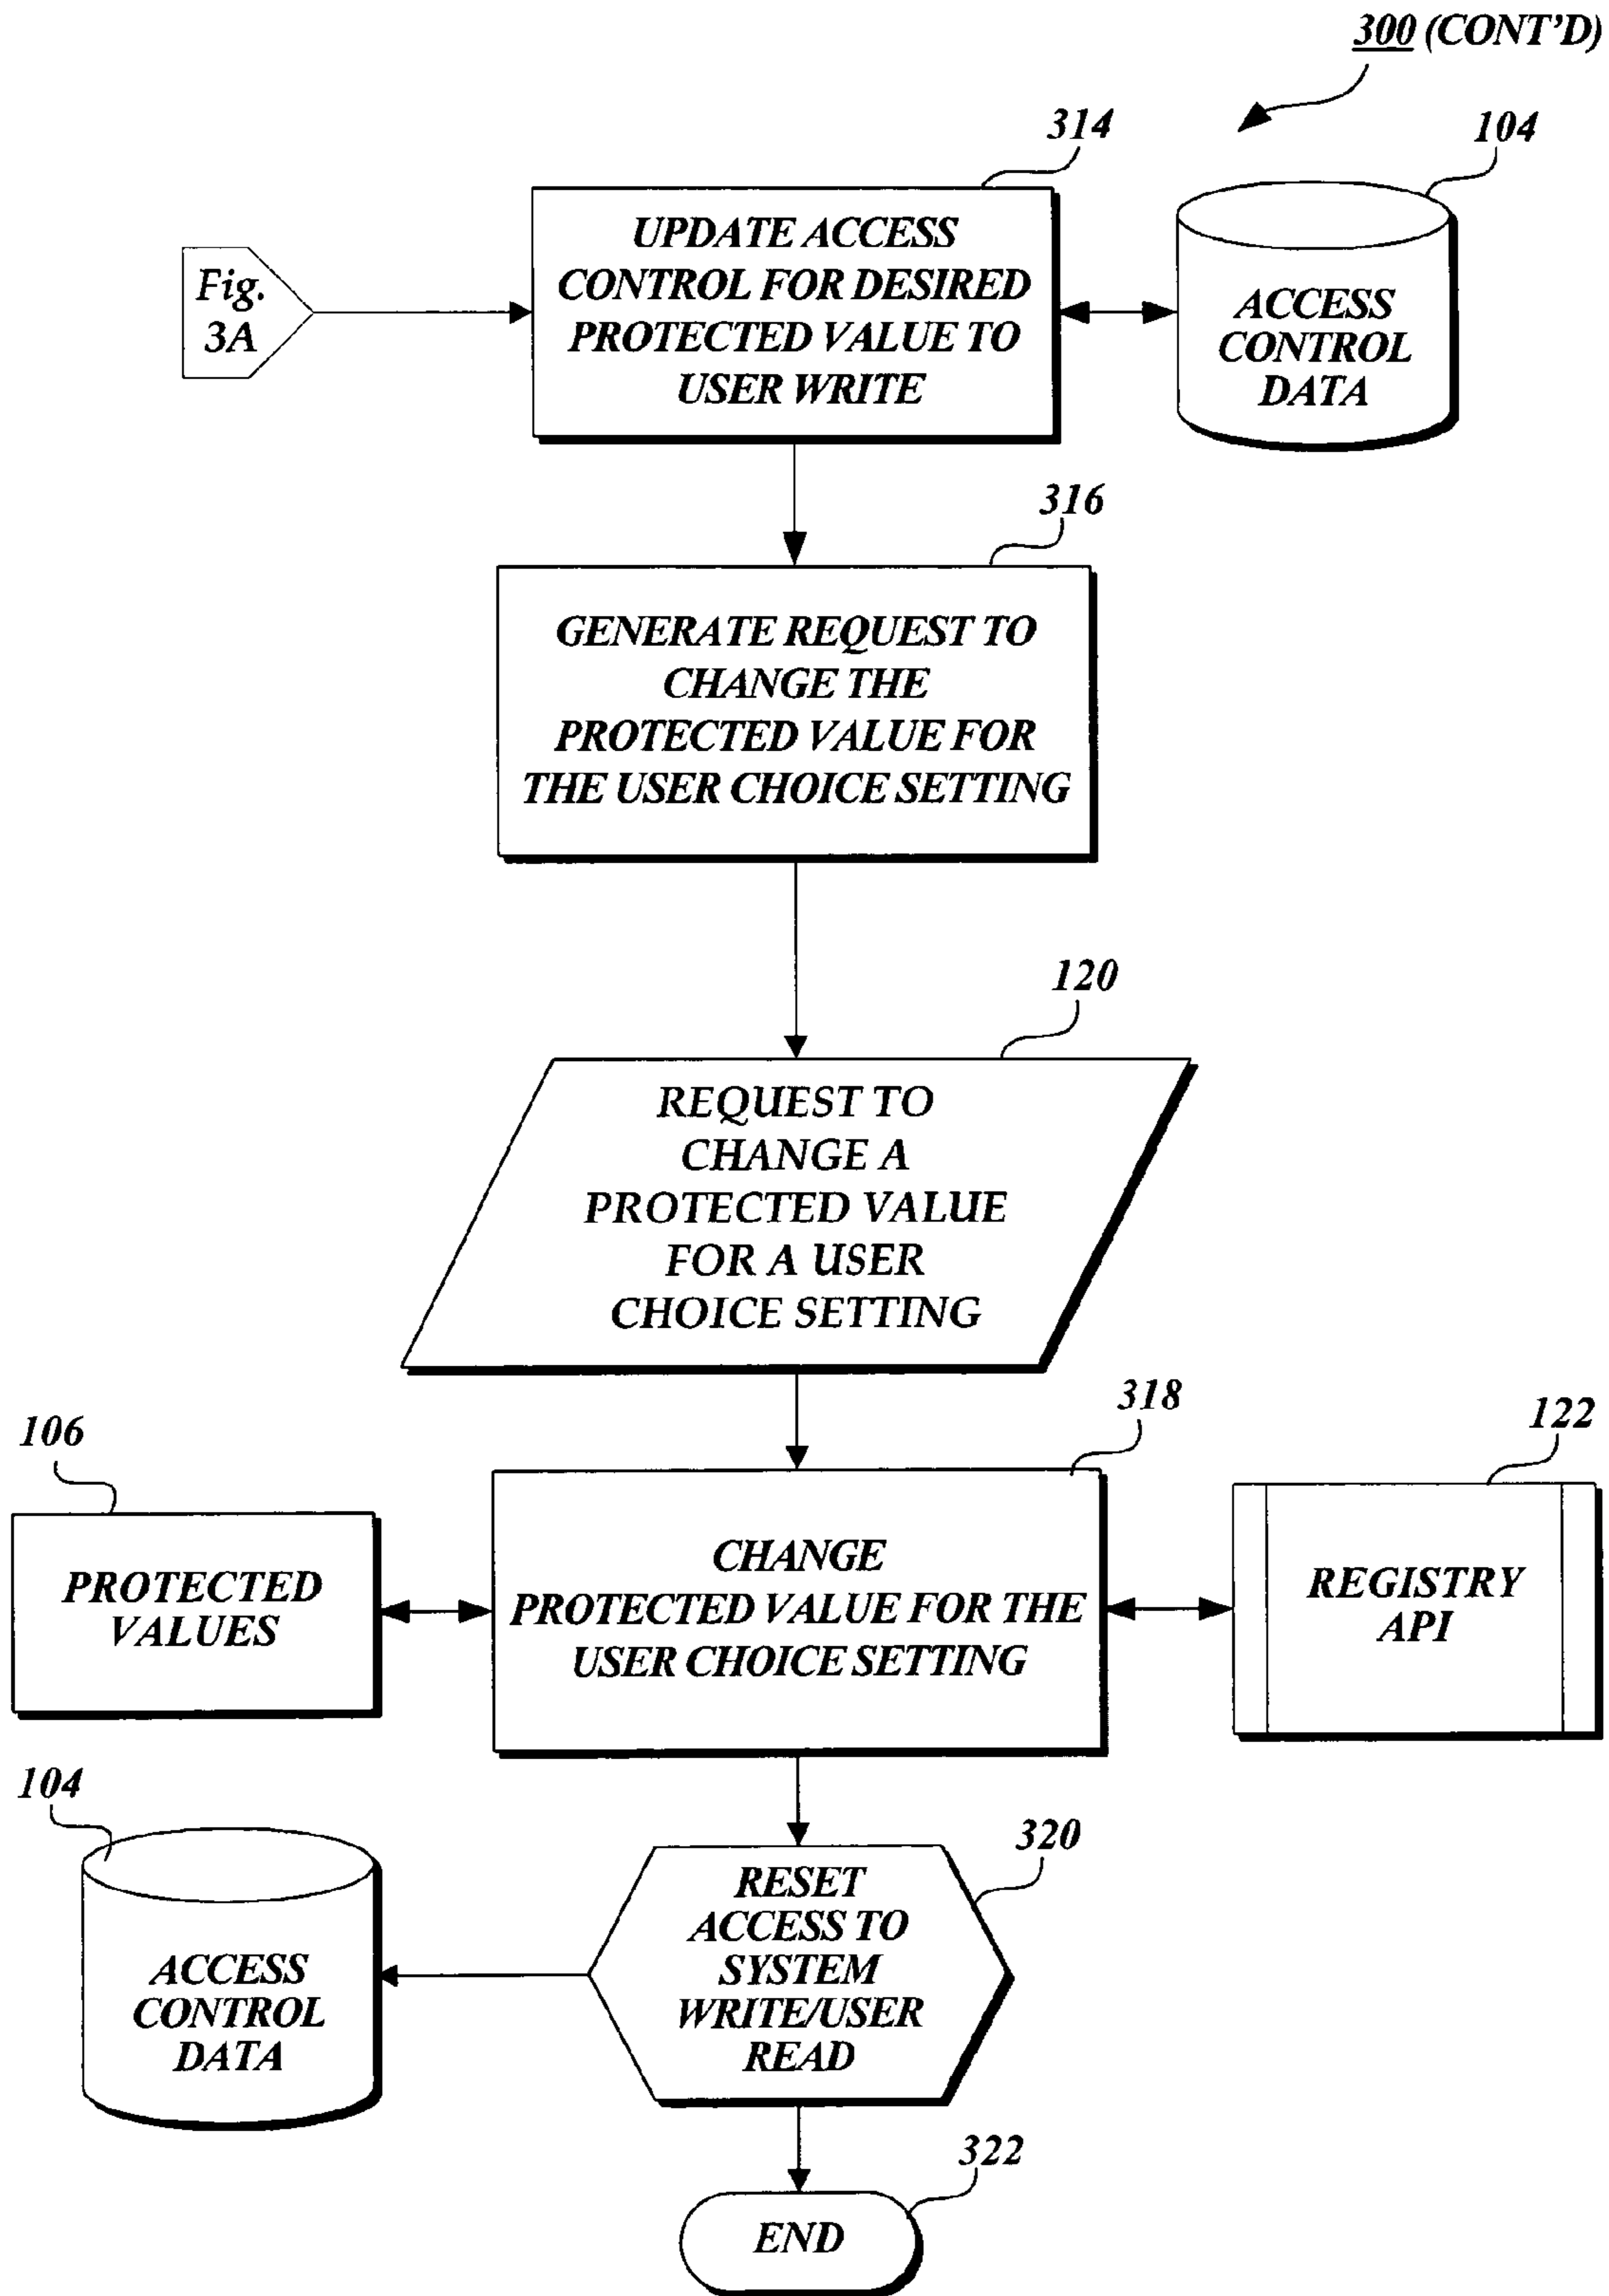 300 (CONT'D)
314
104
UPDATE ACCESS
CONTROL FOR DESIRED
PROTECTED VALUE TO
USER WRITE
Fig.
3A
ACCESS
CONTROL
DATA
316
GENERATE REQUEST TO
CHANGE THE
PROTECTED VALUE FOR
THE USER CHOICE SETTING
120
REQUEST TO
CHANGE A
PROTECTED VALUE
FOR A USER
CHOICE SETTING
318
106
122
CHANGE
PROTECTED VALUE FOR THE
USER CHOICE SETTING
PROTECTED
VALUES
REGISTRY
API
104
320
RESET
ACCESS TO
SYSTEM
WRITE/USER
READ
ACCESS
CONTROL
DATA
322
END